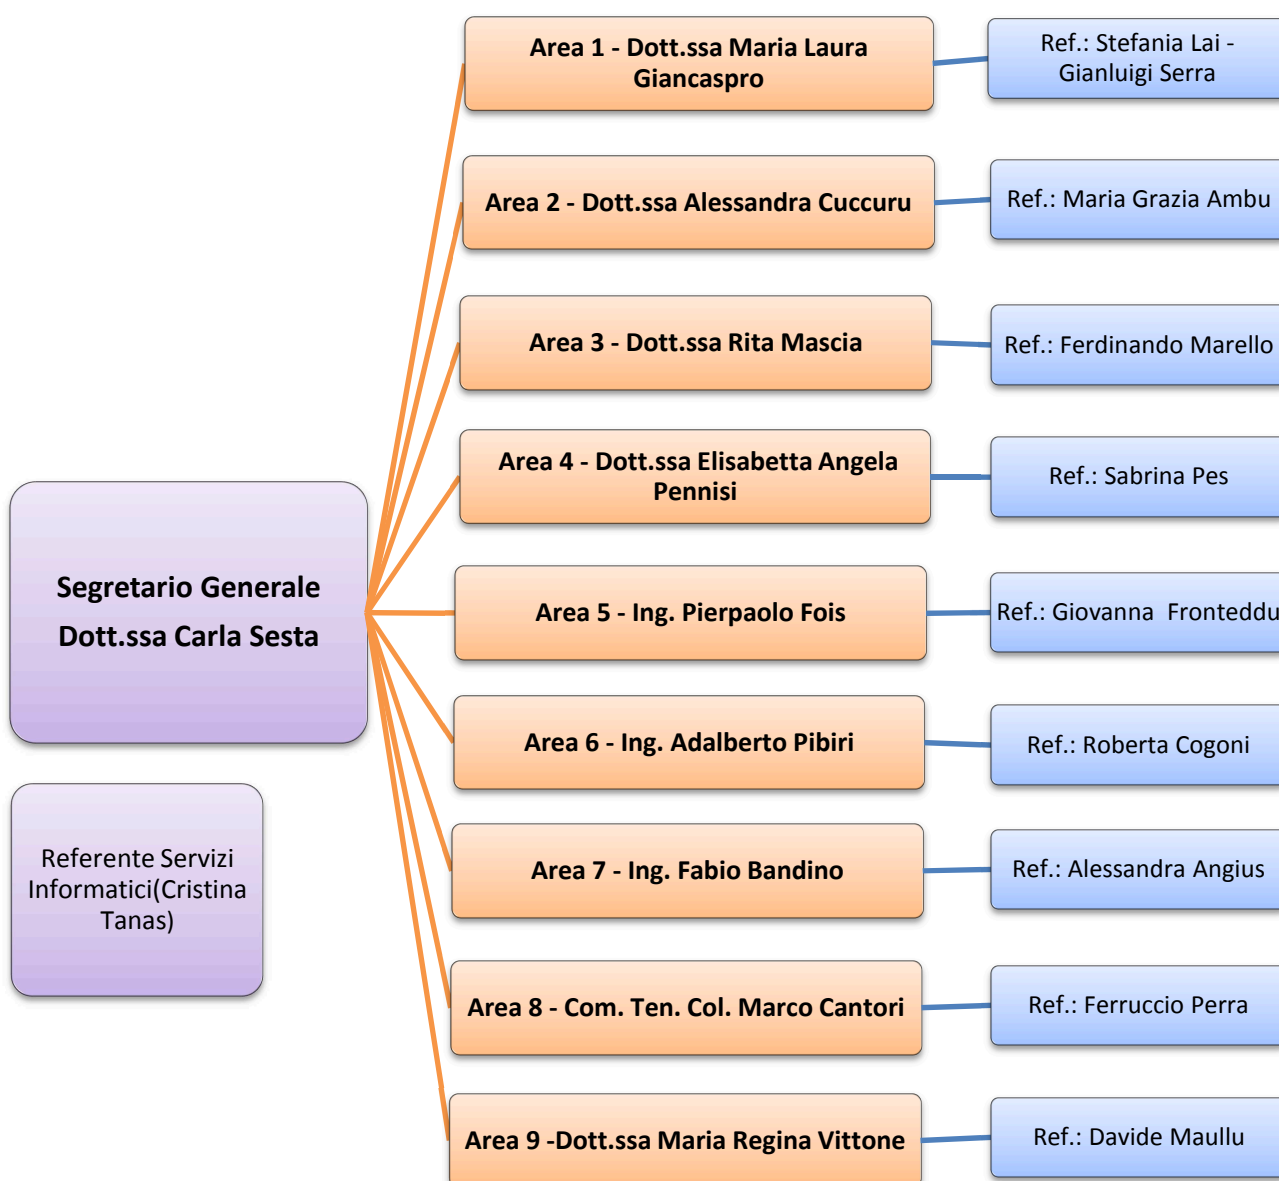 Area 1 - Dott.ssa Maria Laura
Giancaspro
Ref.: Stefania Lai -
Gianluigi Serra
Area 2 - Dott.ssa Alessandra Cuccuru
Ref.: Maria Grazia Ambu
Area 3 - Dott.ssa Rita Mascia
Ref.: Ferdinando Marello
Area 4 - Dott.ssa Elisabetta Angela
Pennisi
Ref.: Sabrina Pes
Segretario Generale
Dott.ssa Carla Sesta
Area 5 - Ing. Pierpaolo Fois
Ref.: Giovanna  Fronteddu
Area 6 - Ing. Adalberto Pibiri
Ref.: Roberta Cogoni
Referente Servizi
Informatici(Cristina
Tanas)
Area 7 - Ing. Fabio Bandino
Ref.: Alessandra Angius
Area 8 - Com. Ten. Col. Marco Cantori
Ref.: Ferruccio Perra
Area 9 -Dott.ssa Maria Regina Vittone
Ref.: Davide Maullu